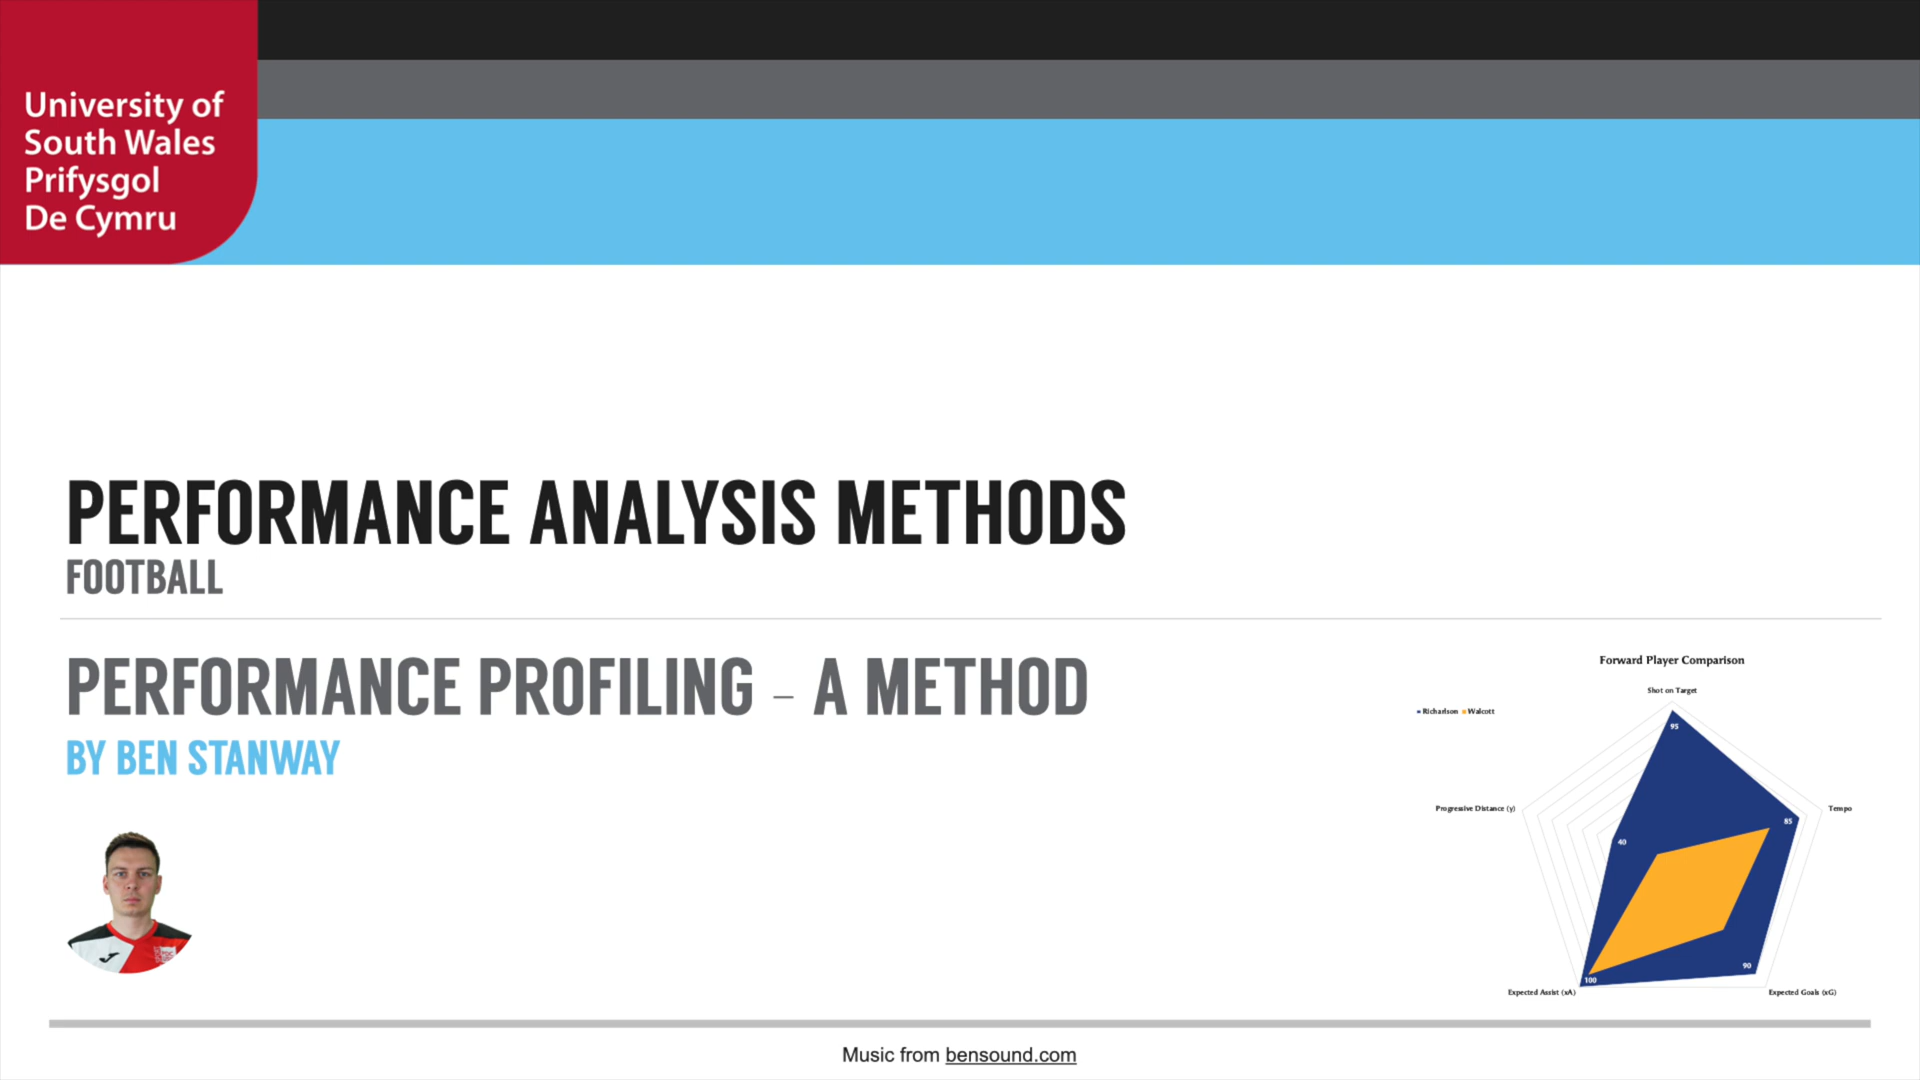 University of
South Wales
Prifysgol
De Cymru
PERFORMANCE ANALYSIS METHODS
FOOTBALL
PERFORMANCE PROFILING – A METHOD
BY BEN STANWAY
Forward Player Comparison
Shot on Target
Richarlson Walcott
95
Progressive Distance (y)
Tempo
85
40
90
100
Expected Assist (xA)
Expected Goals (xG)
Music from bensound.com